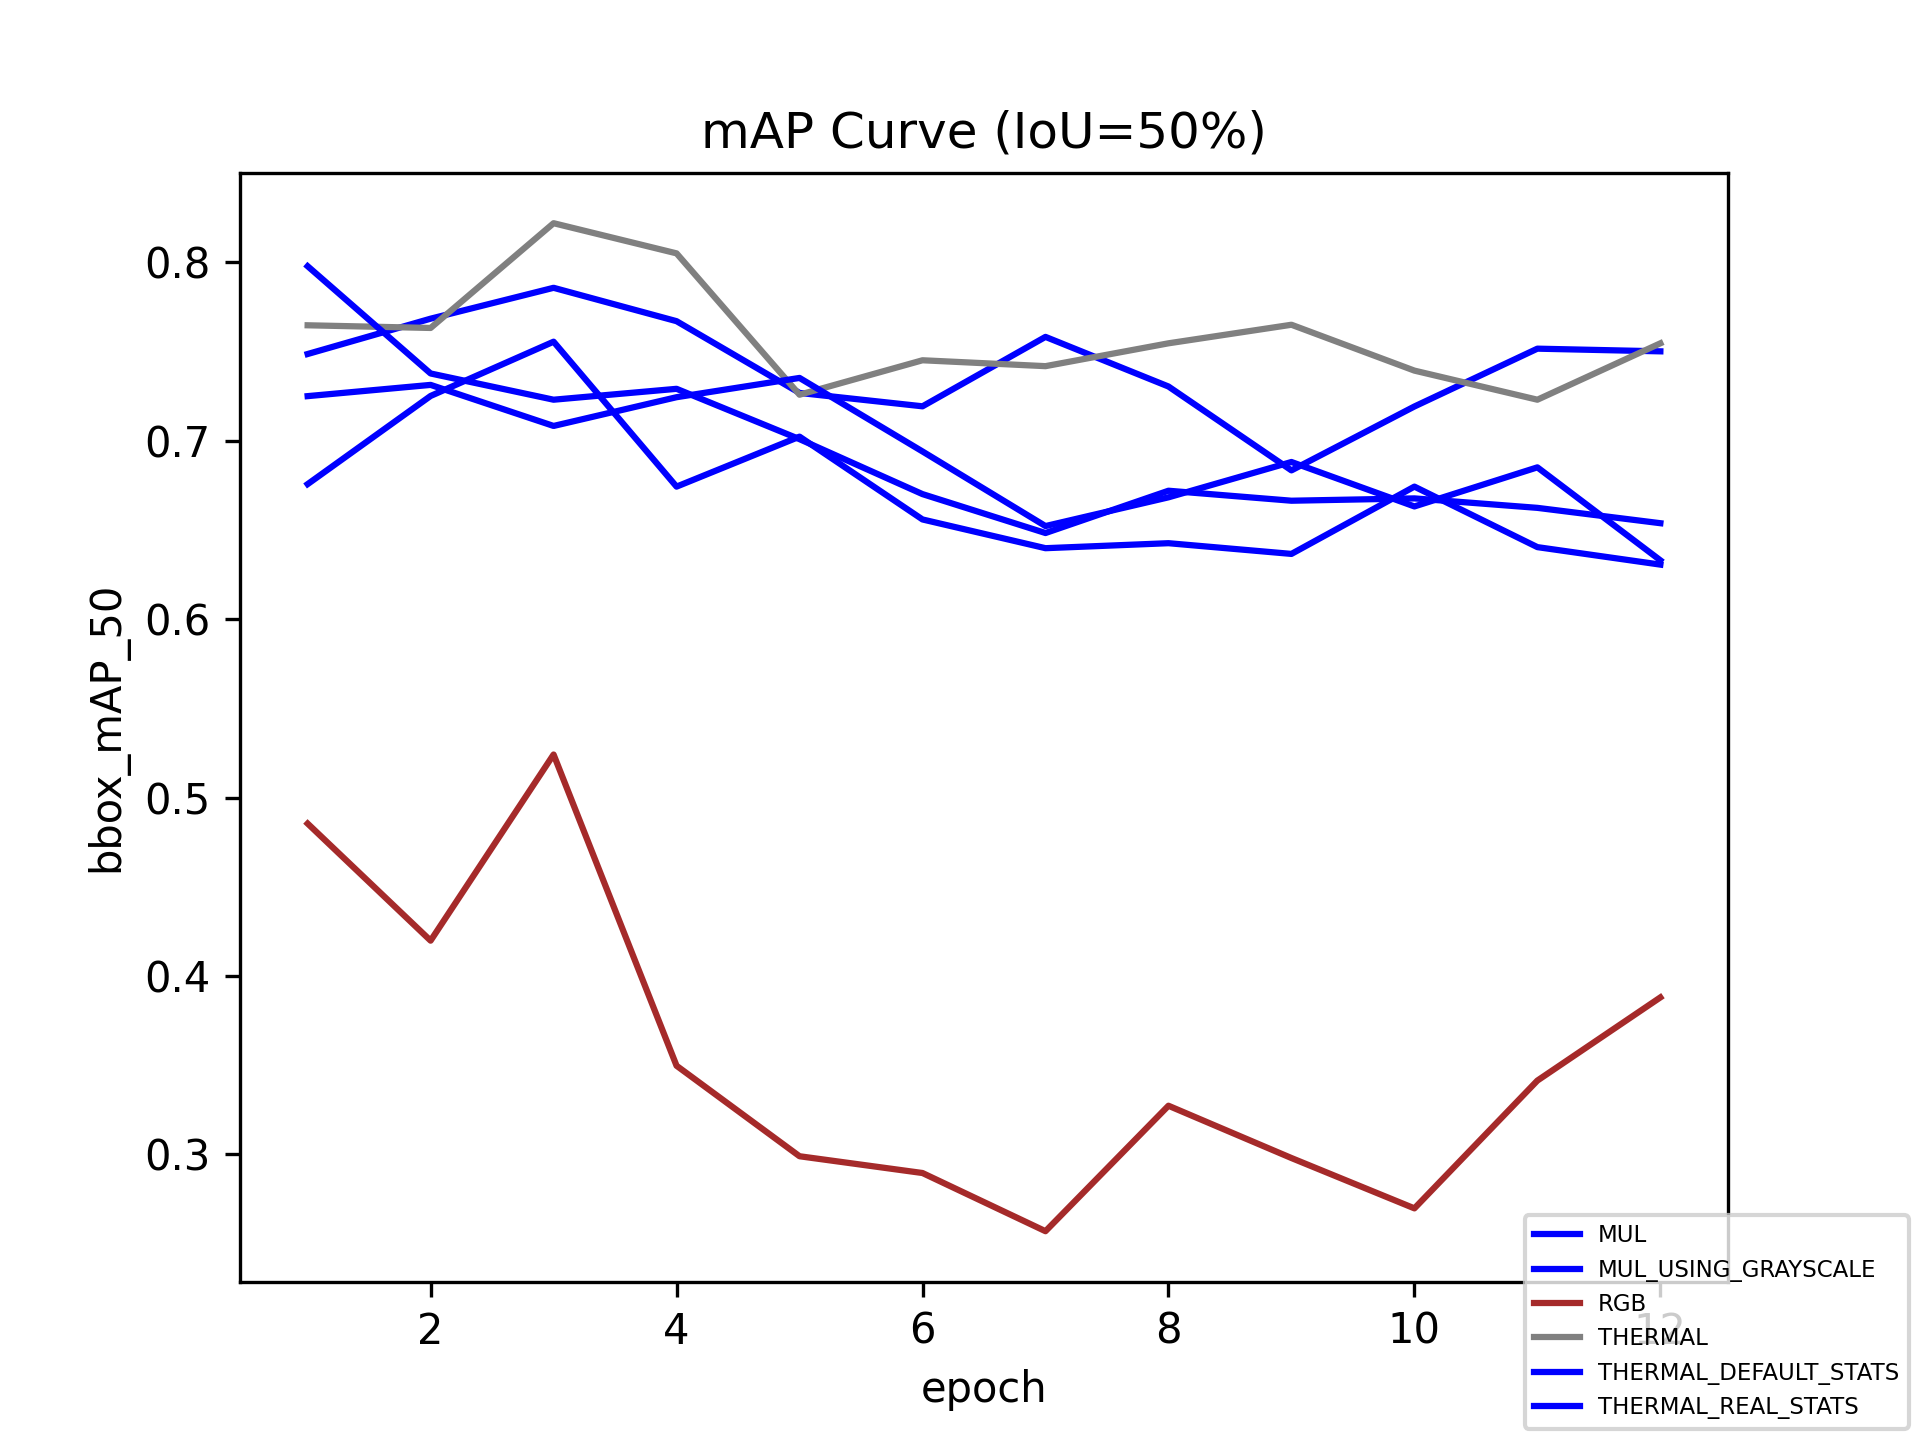 mAP Curve (IoU=50%)
bbox_mAP_50
0.8
0.7
0.6
0.5
0.4
0.3
2
4
6
8
10
12
epoch
MUL
MUL_USING_GRAYSCALE
RGB
THERMAL
THERMAL_DEFAULT_STATS
THERMAL_REAL_STATS